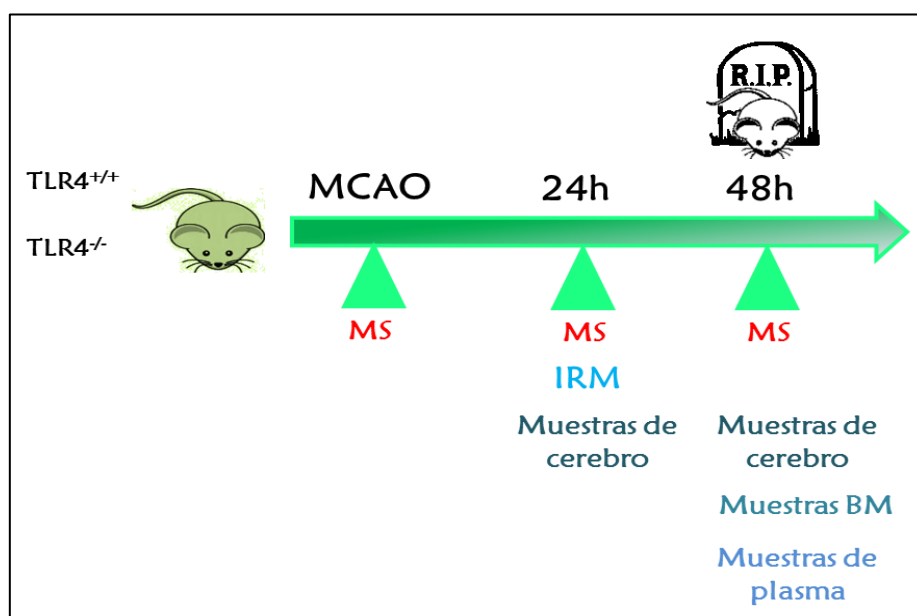 R.I.P.
TLR4+/+
TLR4-/-
MCAO
24h
48h
MS
MS
MS
IRM
Muestras de
cerebro
Muestras de
cerebro
Muestras BM
Muestras de
plasma